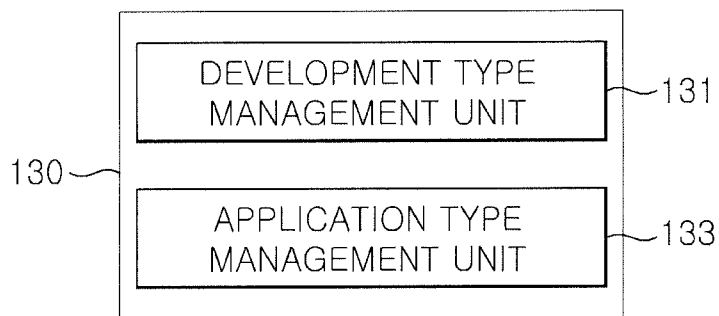 DEVELOPMENT TYPE
MANAGEMENT UNIT
131
130
APPLICATION TYPE
MANAGEMENT UNIT
133